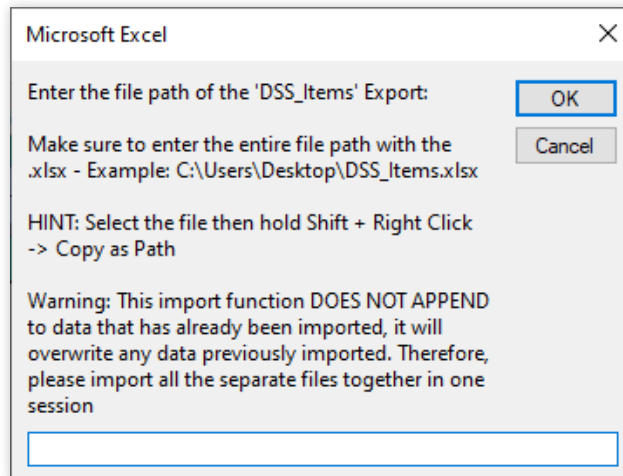 Microsoft Excel
Enter the file path of the 'DSS_Items' Export:
OK
Make sure to enter the entire file path with the
.xlsx - Example: C:\Users\Desktop\DSS_Items.xlsx
Cancel
HINT: Select the file then hold Shift + Right Click
-> Copy as Path
Warning: This import function DOES NOT APPEND
to data that has already been imported, it will
overwrite any data previously imported. Therefore,
please import all the separate files together in one
session